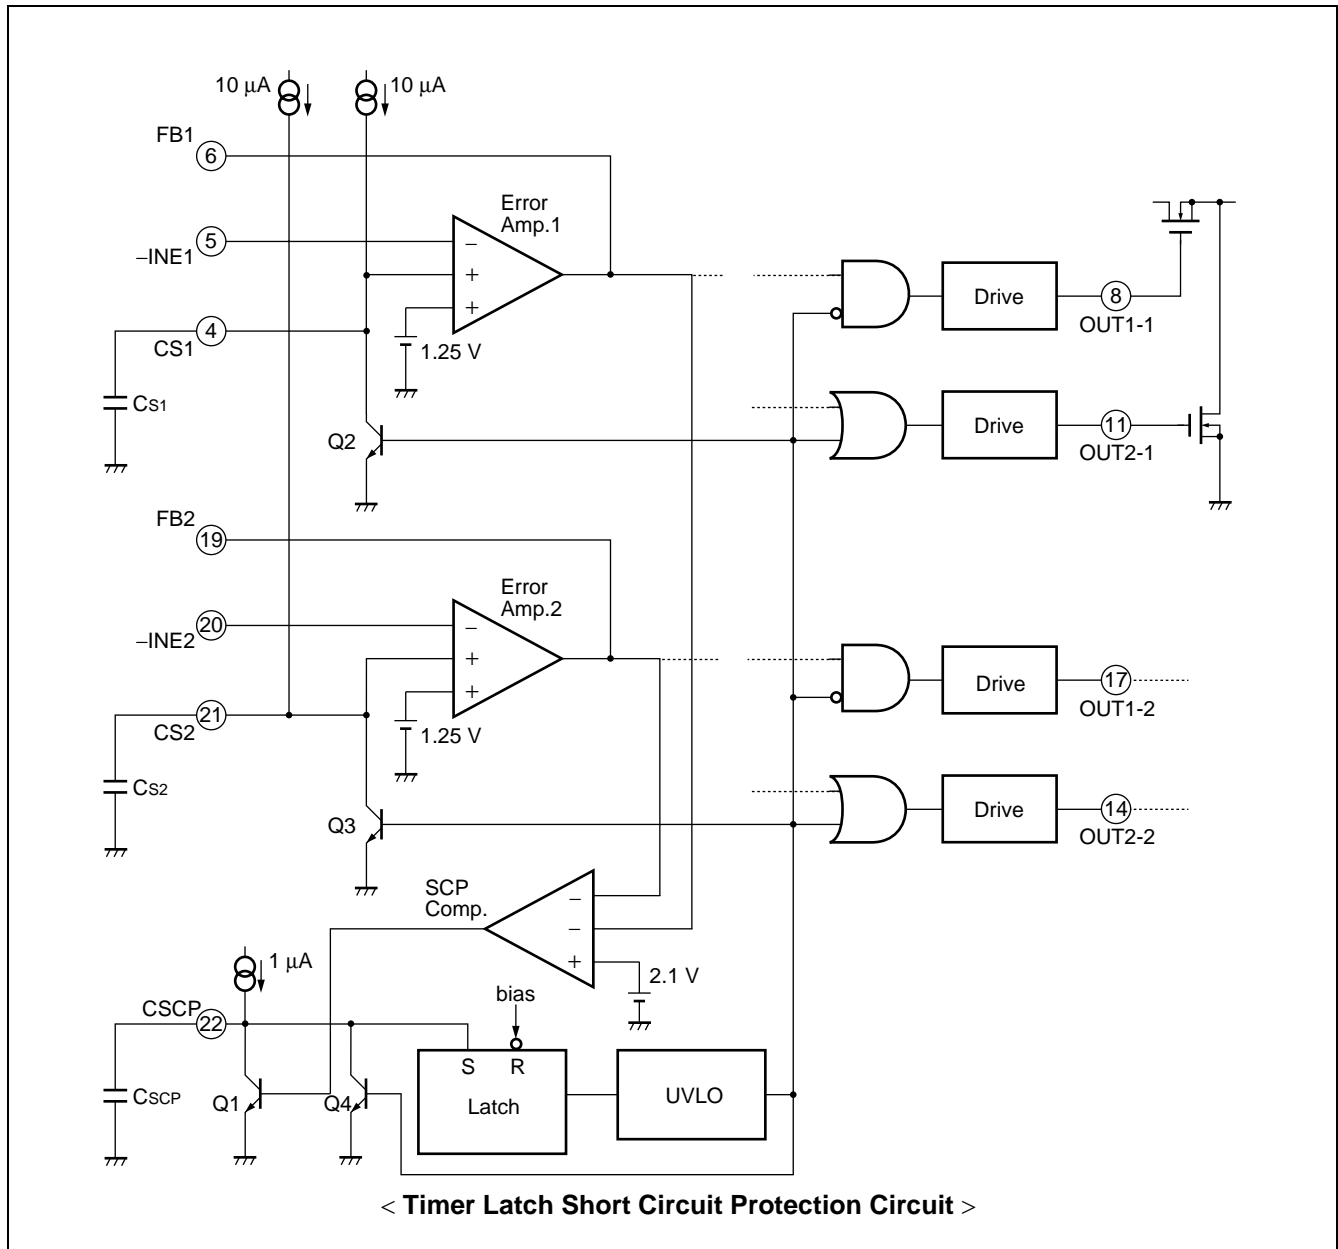 10 µA
10 µA
FB1
6
Error
Amp.1
–INE1
5
−
+
+
8
Drive
OUT1-1
CS1
4
1.25 V
CS1
Q2
Drive
11
OUT2-1
FB2
19
Error
Amp.2
–INE2
20
−
+
+
Drive
17
OUT1-2
CS2
21
1.25 V
CS2
Q3
Drive
14
OUT2-2
SCP
Comp.
−
−
+
1 µA
2.1 V
bias
CSCP
22
S
R
CSCP
Q1
Q4
Latch
UVLO
< Timer Latch Short Circuit Protection Circuit >